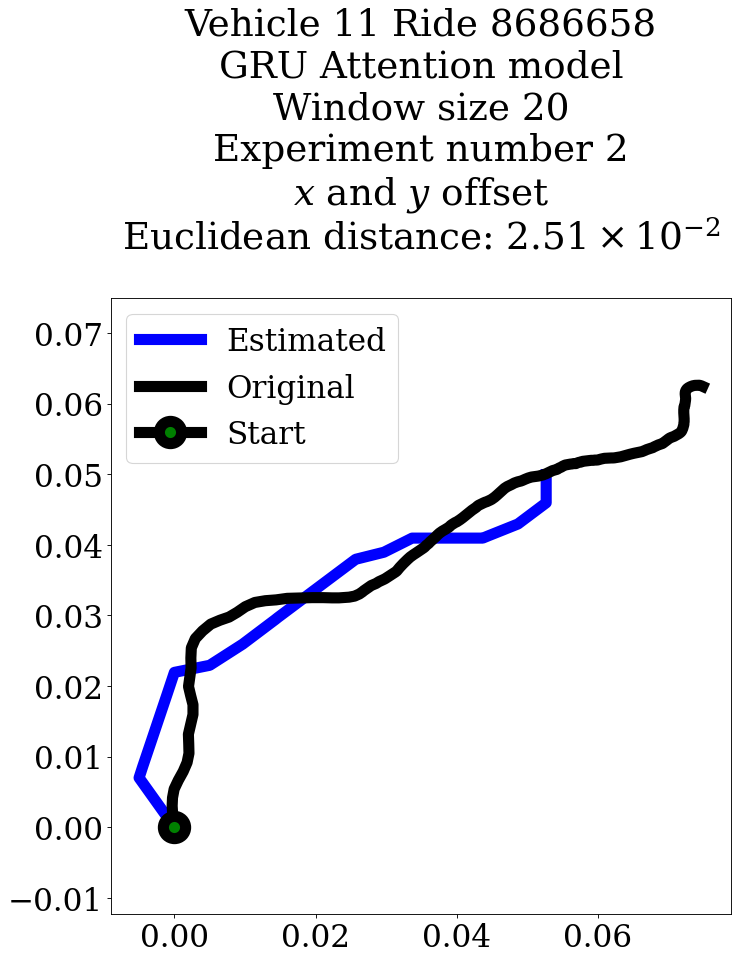 Vehicle 11 Ride 8686658
GRU Attention model
Window size 20
Experiment number 2
x and y offset
Euclidean distance: 2.51 × 10⁻²
Estimated
Original
Start
0.07
0.06
0.05
0.04
0.03
0.02
0.01
0.00
−0.01
0.00 0.02 0.04 0.06